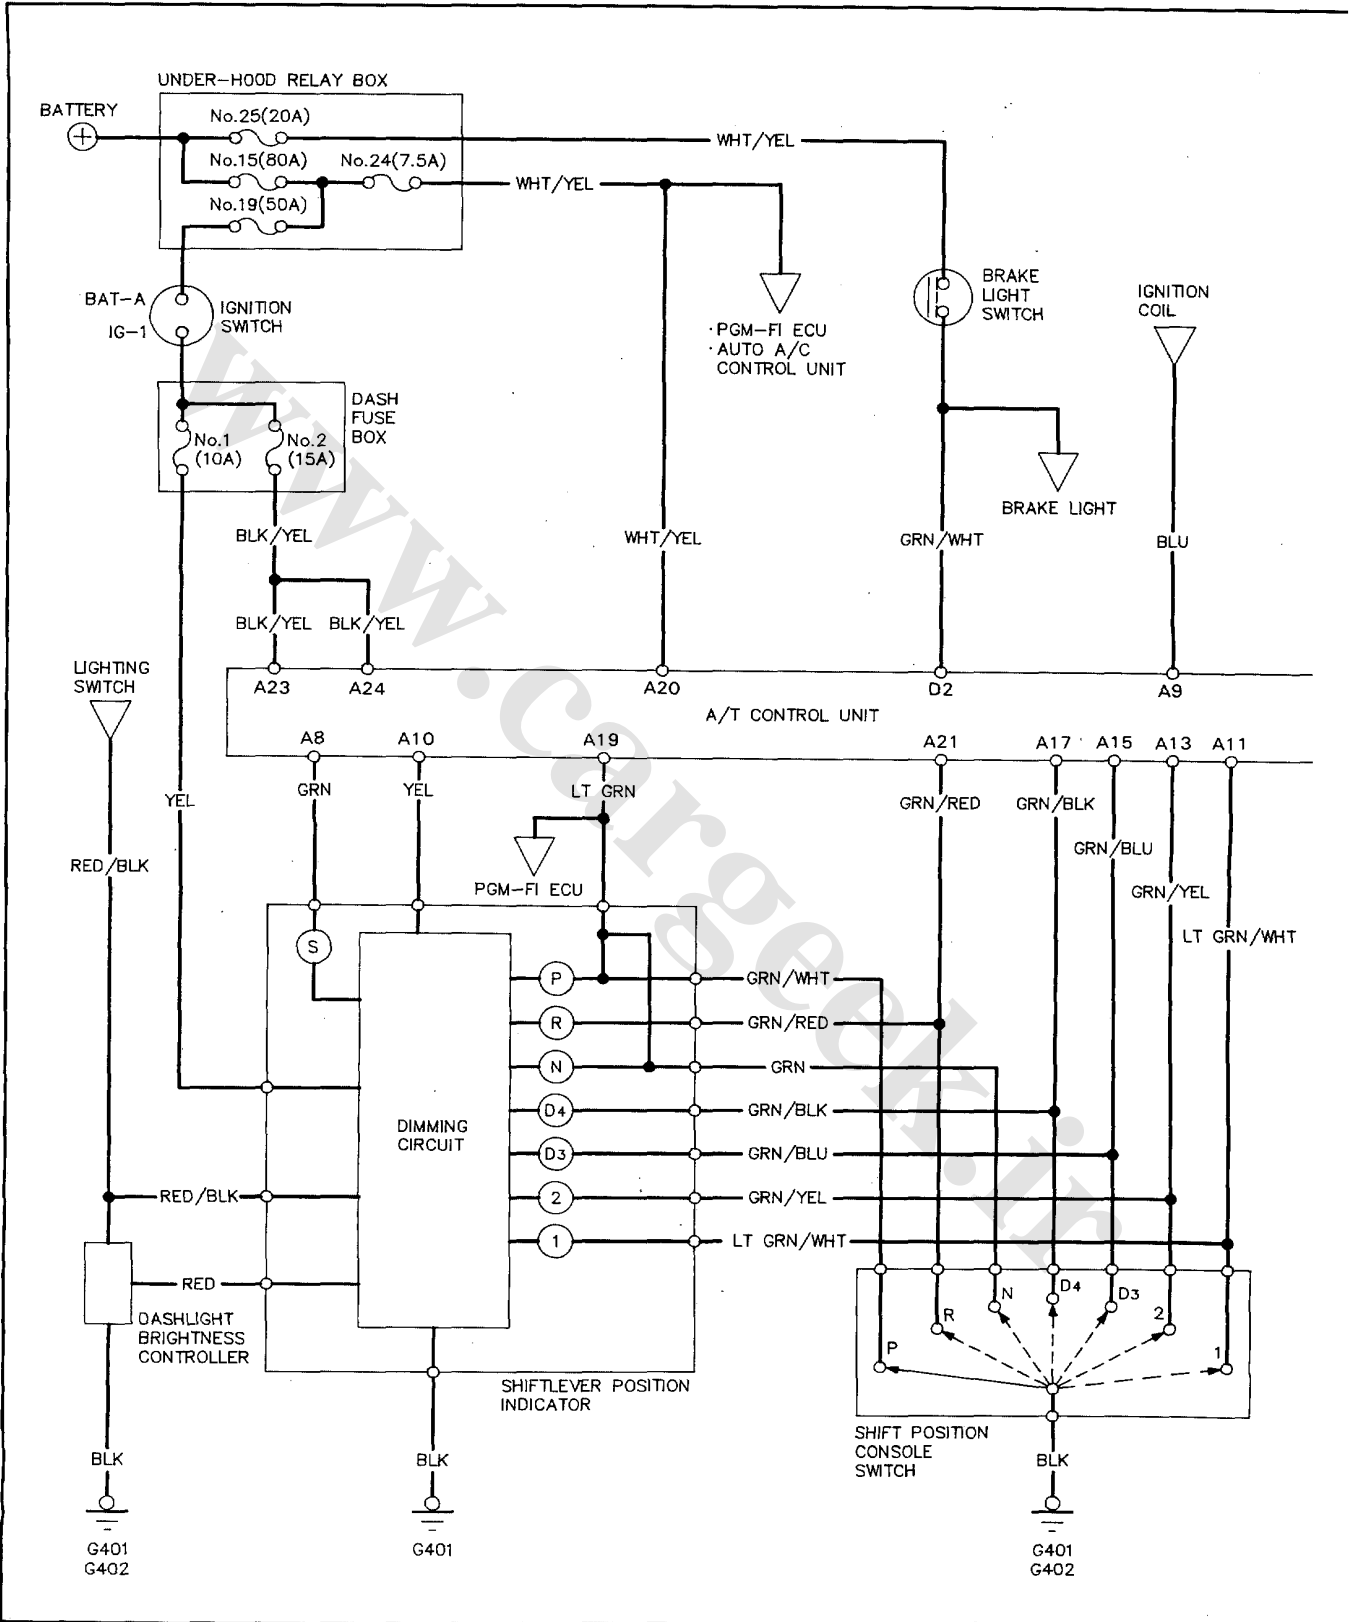 UNDER-HOOD RELAY BOX
BATTERY
No.25(20A)
WHT/YEL
No.15(80A)
No.24(7.5A)
WHT/YEL
No.19(50A)
BAT-A
IG-1
IGNITION
SWITCH
BRAKE
LIGHT
SWITCH
IGNITION
COIL
·PGM-FI ECU
·AUTO A/C
CONTROL UNIT
DASH
FUSE
BOX
No.1
(10A)
No.2
(15A)
BRAKE LIGHT
BLK/YEL
WHT/YEL
GRN/WHT
BLU
BLK/YEL
BLK/YEL
LIGHTING
SWITCH
A23
A24
A20
D2
A9
A/T CONTROL UNIT
A8
A10
A19
A21
A17
A15
A13
A11
YEL
GRN
YEL
LT GRN
GRN/RED
GRN/BLK
GRN/BLU
RED/BLK
PGM-FI ECU
GRN/YEL
LT GRN/WHT
S
P
GRN/WHT
R
GRN/RED
N
GRN
D4
GRN/BLK
DIMMING
CIRCUIT
D3
GRN/BLU
RED/BLK
2
GRN/YEL
1
LT GRN/WHT
RED
DASHLIGHT
BRIGHTNESS
CONTROLLER
P
R
N
D4
D3
2
1
SHIFTLEVER POSITION
INDICATOR
SHIFT POSITION
CONSOLE
SWITCH
BLK
BLK
BLK
G401
G402
G401
G401
G402
www.cargeek.ir